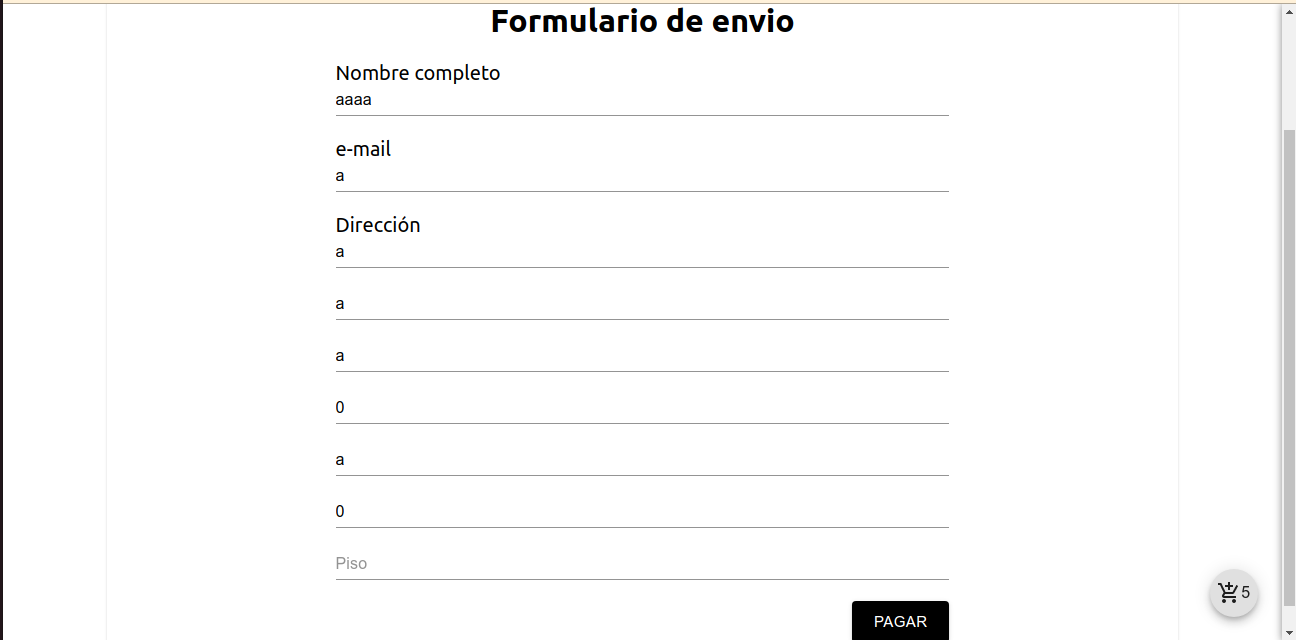 Formulario de envio
Nombre completo
aaaa
e-mail
a
Dirección
a
a
a
0
a
0
Piso
PAGAR
5